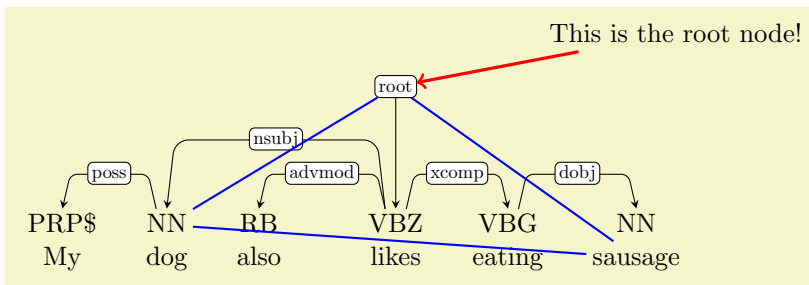 This is the root node!
root
nsubj
poss advmod xcomp dobj
PRP$ NN RB VBZ VBG NN
My dog also likes eating sausage